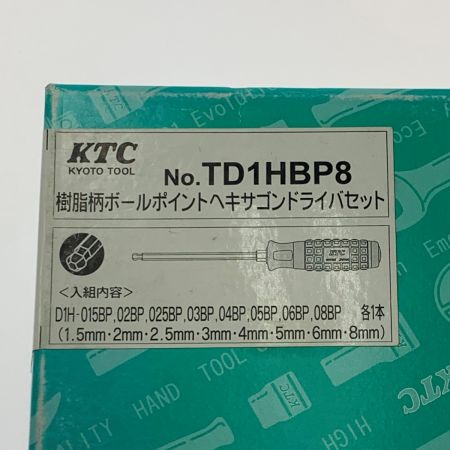 KTC
KYOTO TOOL
No.TD1HBP8
樹脂柄ボールポイントヘキサゴンドライバセット
<入組内容>
D1H-015BP,02BP,025BP,03BP,04BP,05BP,06BP,08BP 各1本
(1.5mm・2mm・2.5mm・3mm・4mm・5mm・6mm・8mm)
KTC
HAND TOOL
HIGH
KTC